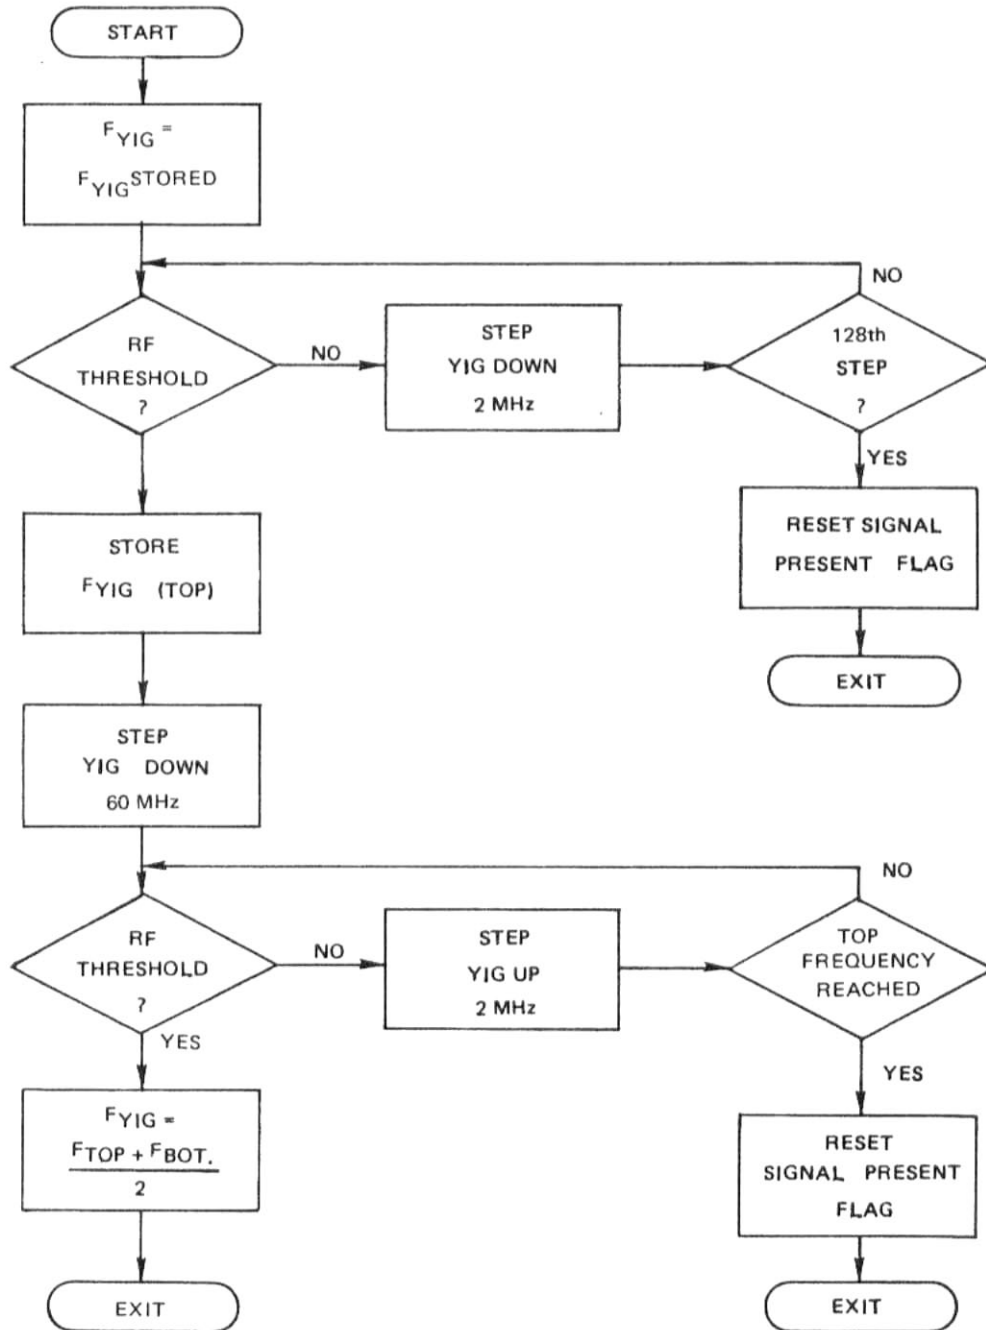 START
FYIG =
FYIG STORED
NO
RF
THRESHOLD
?
NO
STEP
YIG DOWN
2 MHz
128th
STEP
?
YES
RESET SIGNAL
PRESENT FLAG
EXIT
STORE
FYIG (TOP)
STEP
YIG DOWN
60 MHz
NO
RF
THRESHOLD
?
NO
STEP
YIG UP
2 MHz
TOP
FREQUENCY
REACHED
YES
YES
FYIG =
FTOP + FBOT.
2
RESET
SIGNAL PRESENT
FLAG
EXIT
EXIT